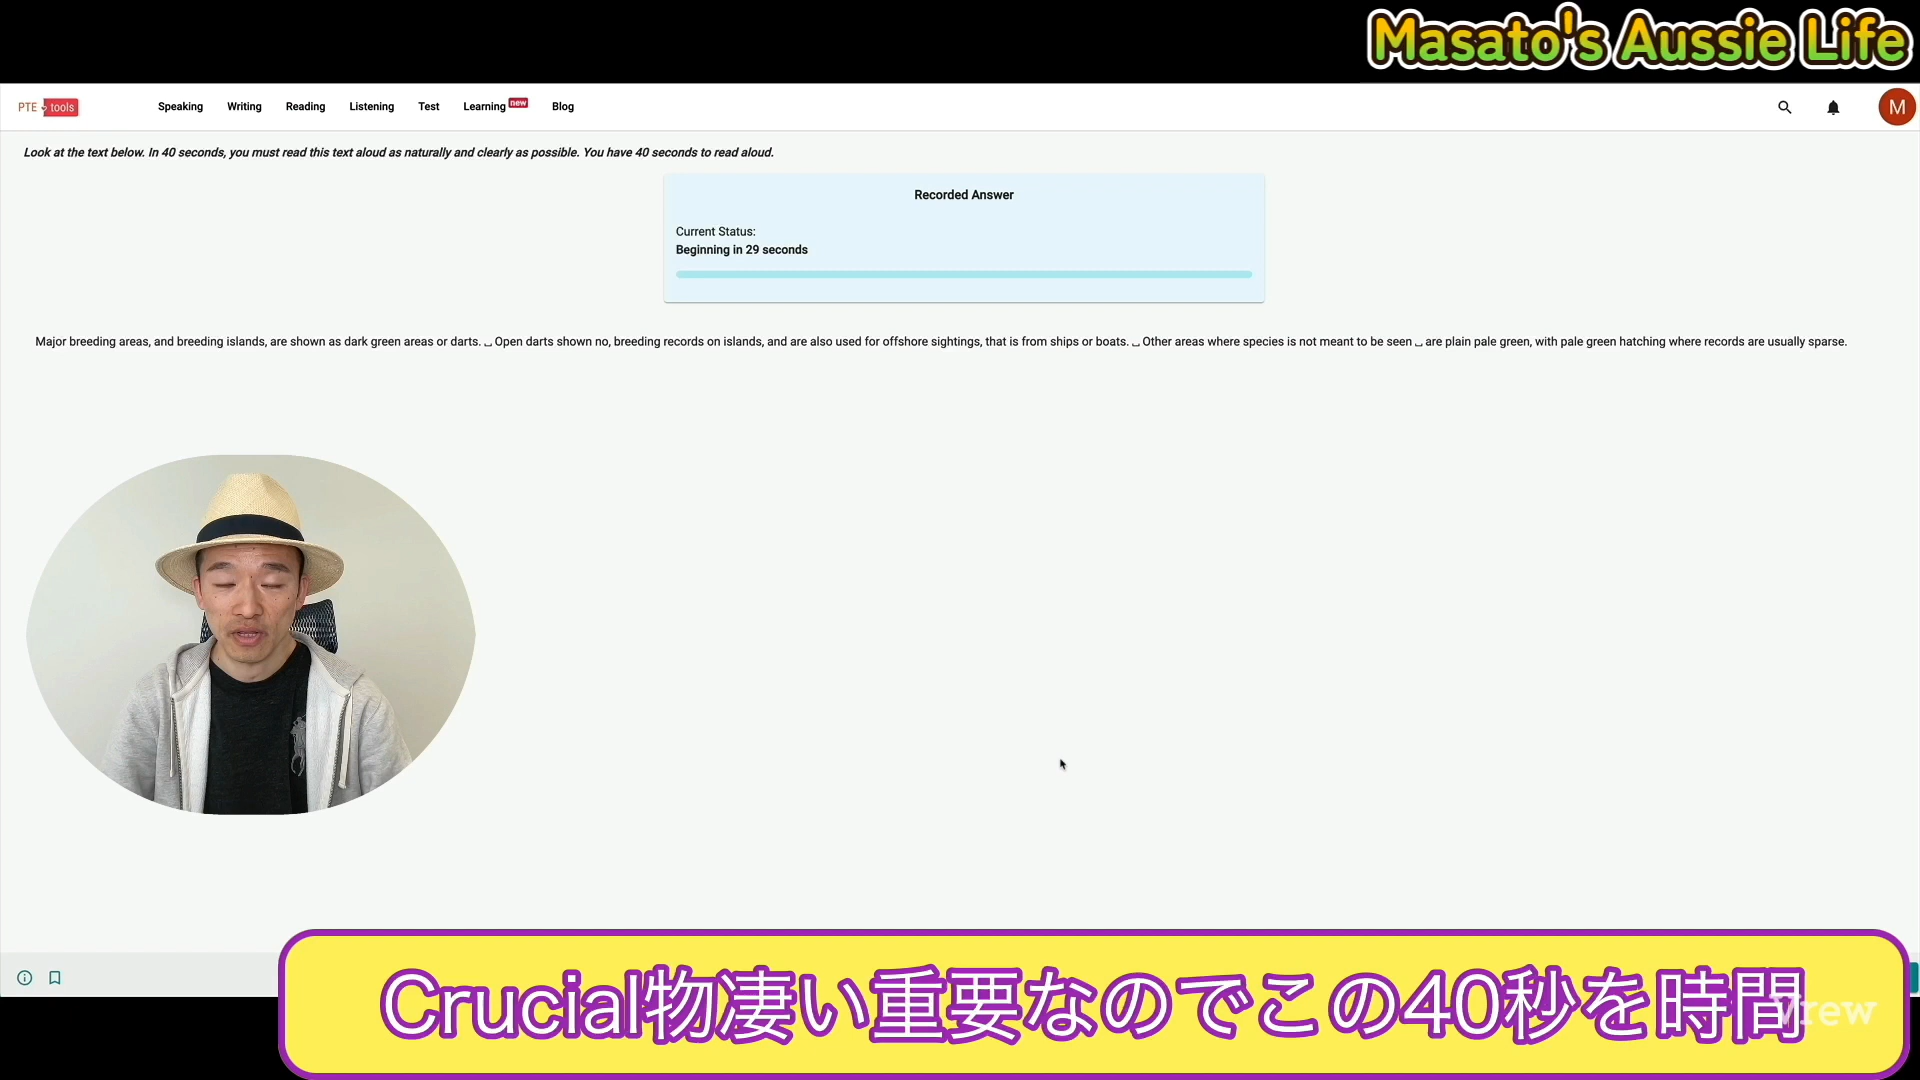 Masato's Aussie Life
PTE tools
Speaking Writing Reading Listening Test Learning new Blog
M
Look at the text below. In 40 seconds, you must read this text aloud as naturally and clearly as possible. You have 40 seconds to read aloud.
Recorded Answer
Current Status:
Beginning in 29 seconds
Major breeding areas, and breeding islands, are shown as dark green areas or darts. ⎵ Open darts shown no, breeding records on islands, and are also used for offshore sightings, that is from ships or boats. ⎵ Other areas where species is not meant to be seen ⎵ are plain pale green, with pale green hatching where records are usually sparse.
Crucial物凄い重要なのでこの40秒を時間
Vrew